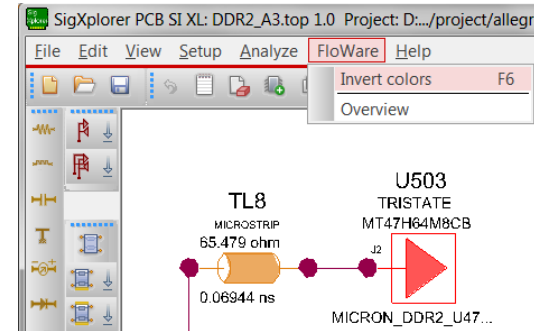 SigXplorer PCB SI XL: DDR2_A3.top 1.0 Project: D:.../project/allegr
File Edit View Setup Analyze FloWare Help
Invert colors F6
Overview
U503
TRISTATE
MT47H64M8CB
TL8
MICROSTRIP
65.479 ohm
J2
0.06944 ns
MICRON_DDR2_U47...